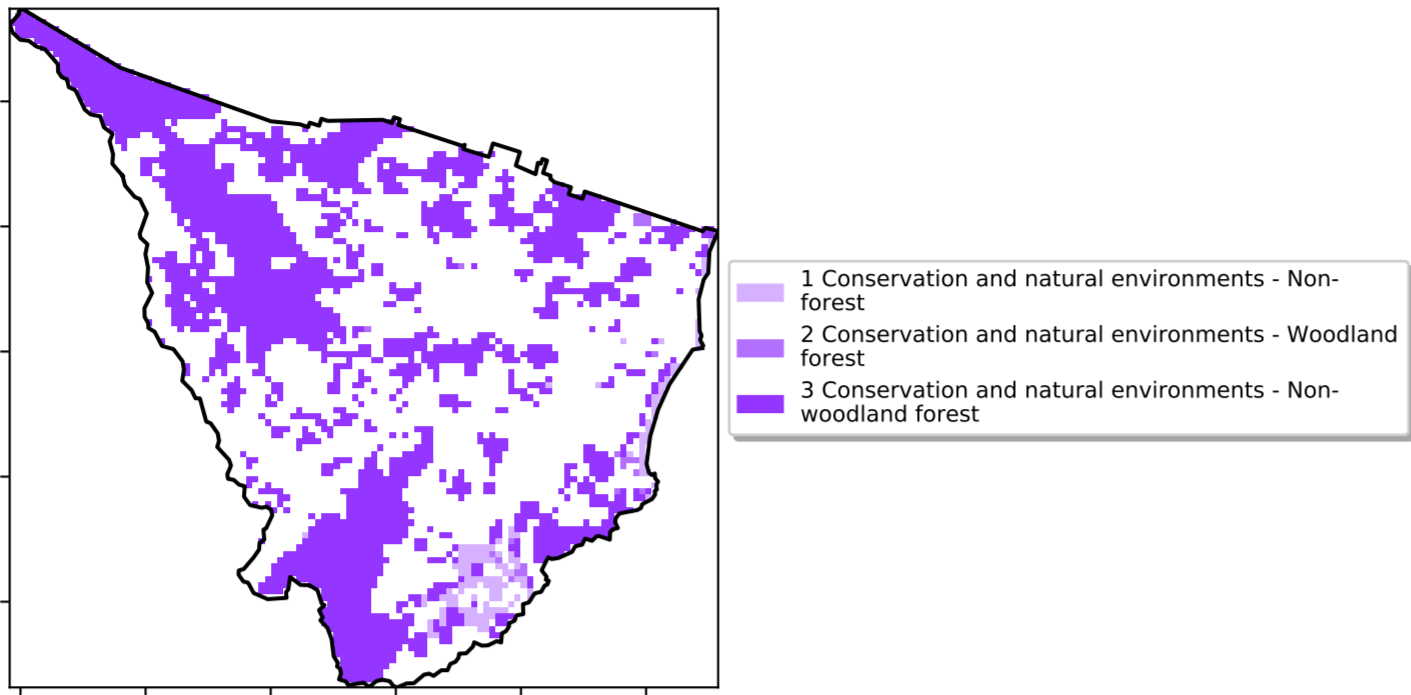 1 Conservation and natural environments - Non-
forest
2 Conservation and natural environments - Woodland
forest
3 Conservation and natural environments - Non-
woodland forest